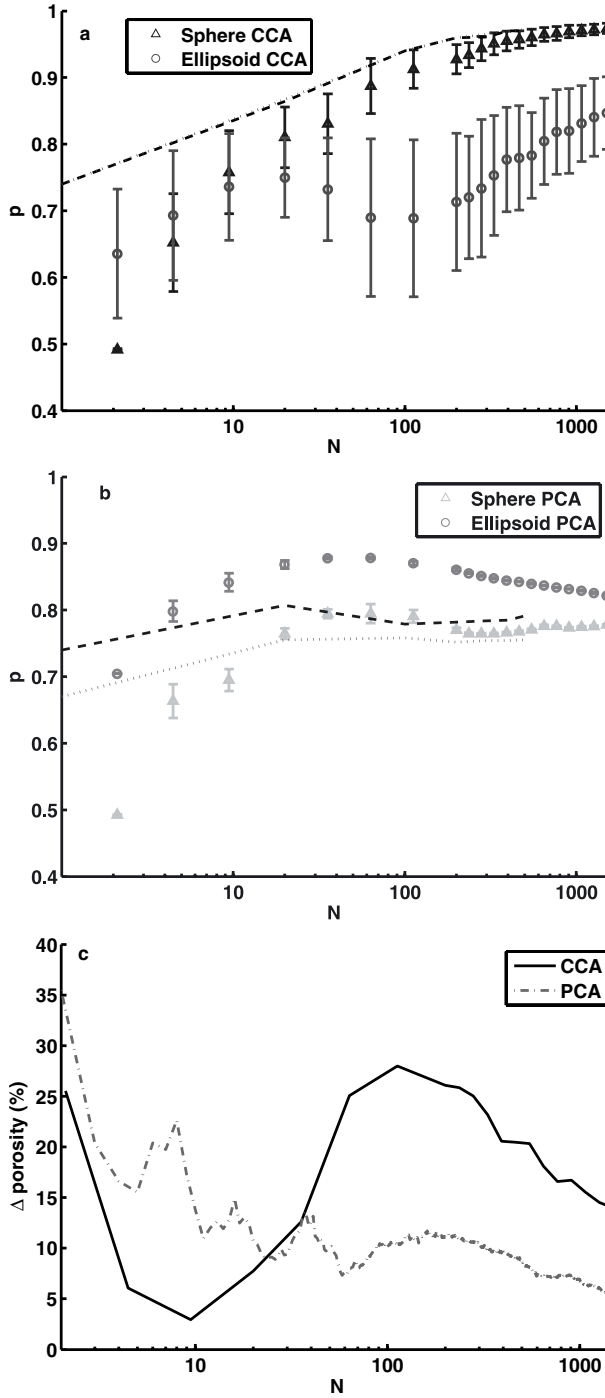 a
Sphere CCA
Ellipsoid CCA
1
0.9
0.8
0.7
0.6
0.5
0.4
p
10
100
1000
N
b
Sphere PCA
Ellipsoid PCA
1
0.9
0.8
0.7
0.6
0.5
0.4
p
10
100
1000
N
c
CCA
PCA
40
35
30
25
20
15
10
5
0
Δ porosity (%)
10
100
1000
N